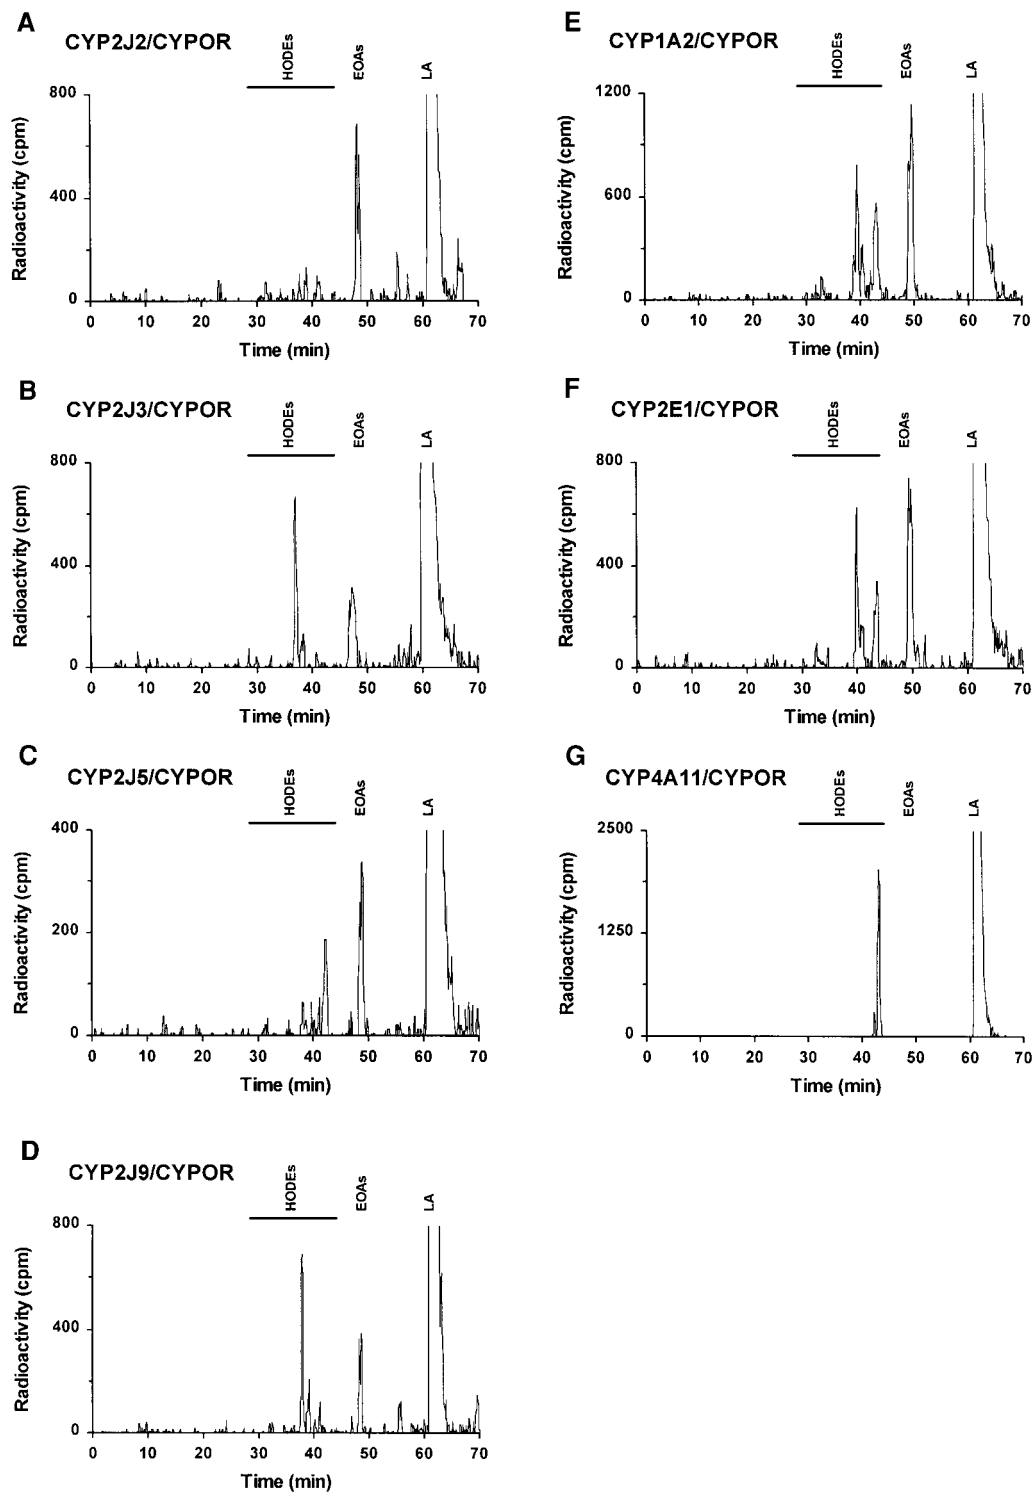 A
CYP2J2/CYPOR
HODEs
EOAs
LA
800
400
0
Radioactivity (cpm)
0 10 20 30 40 50 60 70
Time (min)
B
CYP2J3/CYPOR
HODEs
EOAs
LA
800
400
0
Radioactivity (cpm)
0 10 20 30 40 50 60 70
Time (min)
C
CYP2J5/CYPOR
HODEs
EOAs
LA
400
200
0
Radioactivity (cpm)
0 10 20 30 40 50 60 70
Time (min)
D
CYP2J9/CYPOR
HODEs
EOAs
LA
800
400
0
Radioactivity (cpm)
0 10 20 30 40 50 60 70
Time (min)
E
CYP1A2/CYPOR
HODEs
EOAs
LA
1200
600
0
Radioactivity (cpm)
0 10 20 30 40 50 60 70
Time (min)
F
CYP2E1/CYPOR
HODEs
EOAs
LA
800
400
0
Radioactivity (cpm)
0 10 20 30 40 50 60 70
Time (min)
G
CYP4A11/CYPOR
HODEs
EOAs
LA
2500
1250
0
Radioactivity (cpm)
0 10 20 30 40 50 60 70
Time (min)